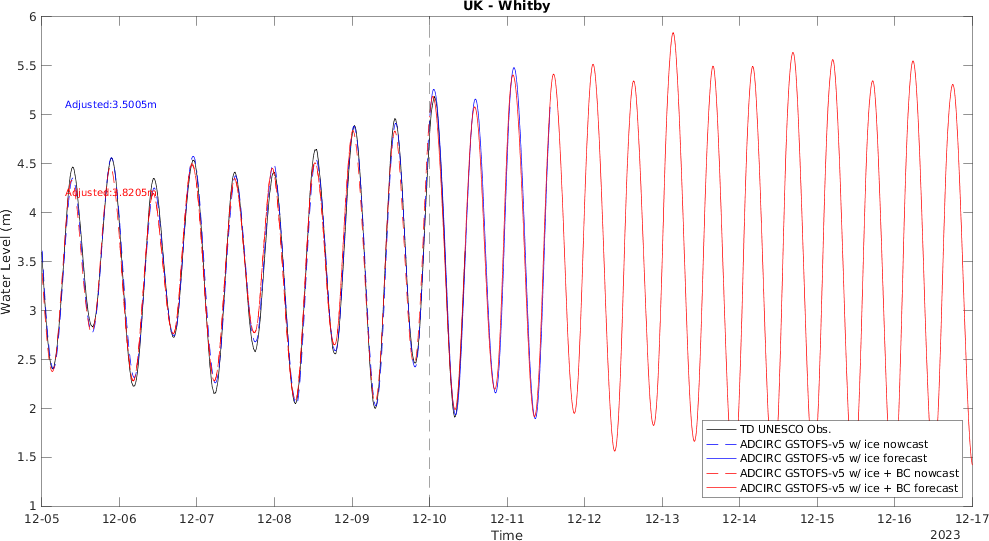 UK - Whitby
6
5.5
5
4.5
4
3.5
3
2.5
2
1.5
1
Water Level (m)
Adjusted:3.5005m
Adjusted:3.8205m
TD UNESCO Obs.
ADCIRC GSTOFS-v5 w/ ice nowcast
ADCIRC GSTOFS-v5 w/ ice forecast
ADCIRC GSTOFS-v5 w/ ice + BC nowcast
ADCIRC GSTOFS-v5 w/ ice + BC forecast
12-05 12-06 12-07 12-08 12-09 12-10 12-11 12-12 12-13 12-14 12-15 12-16 12-17
Time
2023